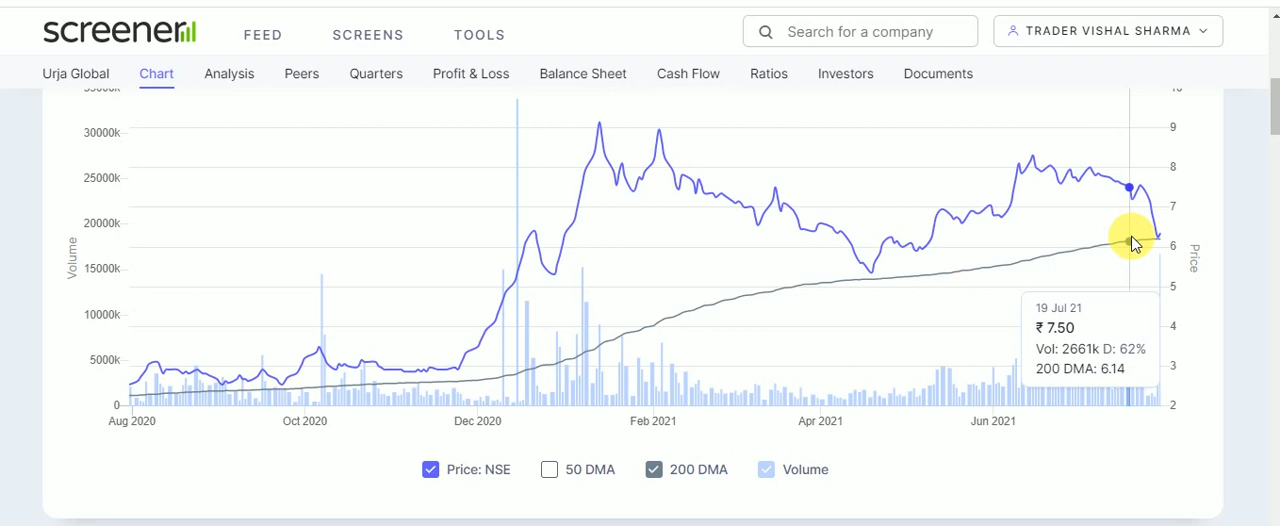 screener
FEED SCREENS TOOLS
Search for a company
TRADER VISHAL SHARMA
Urja Global Chart Analysis Peers Quarters Profit & Loss Balance Sheet Cash Flow Ratios Investors Documents
35000k 10
30000k 9
25000k 8
20000k 7
15000k 6
10000k 5
5000k 4
0 3
2
Volume
Price
19 Jul 21
₹ 7.50
Vol: 2661k D: 62%
200 DMA: 6.14
Aug 2020 Oct 2020 Dec 2020 Feb 2021 Apr 2021 Jun 2021
Price: NSE 50 DMA 200 DMA Volume